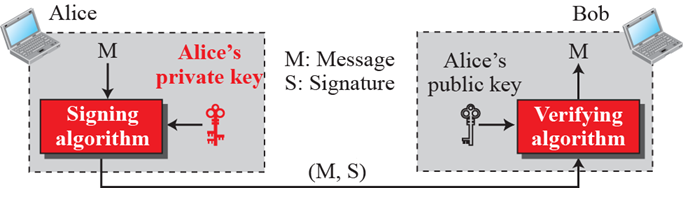 Alice
Bob
M
Alice's
private key
Signing
algorithm
M: Message
S: Signature
Alice's
public key
M
Verifying
algorithm
(M, S)